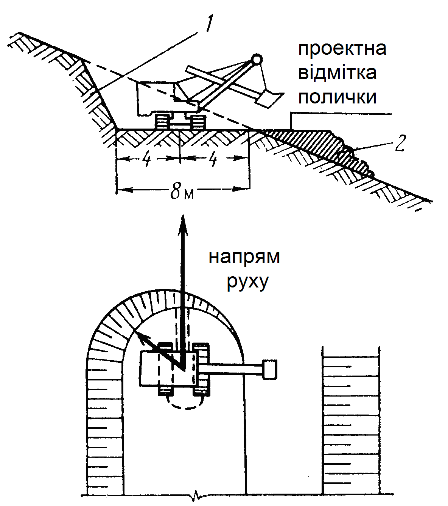 1
проектна
відмітка
полички
2
4 4
8 м
напрям
руху